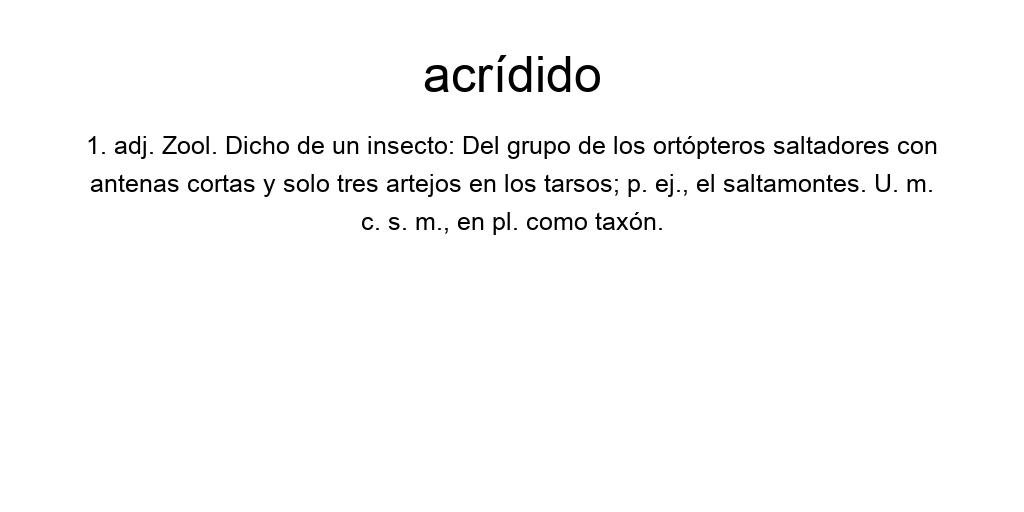 acrídido
1. adj. Zool. Dicho de un insecto: Del grupo de los ortópteros saltadores con
antenas cortas y solo tres artejos en los tarsos; p. ej., el saltamontes. U. m.
c. s. m., en pl. como taxón.